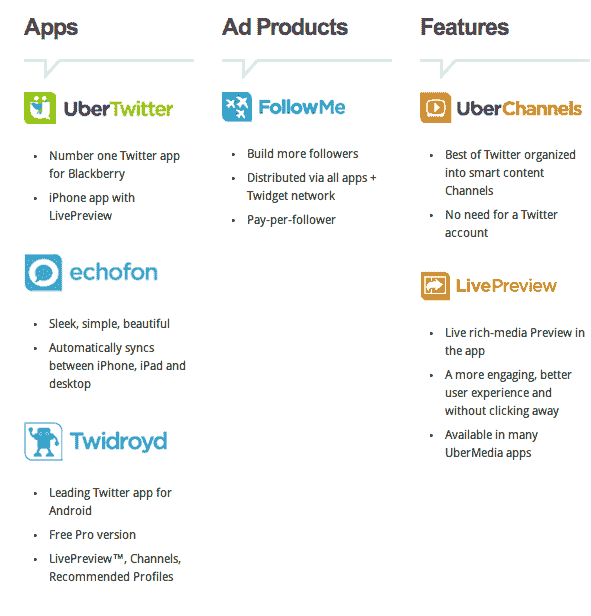 Apps
UberTwitter
Number one Twitter app
for Blackberry
iPhone app with
LivePreview
echofon
Sleek, simple, beautiful
Automatically syncs
between iPhone, iPad and
desktop
Twidroyd
Leading Twitter app for
Android
Free Pro version
LivePreview™, Channels,
Recommended Profiles
Ad Products
FollowMe
Build more followers
Distributed via all apps +
Twidget network
Pay-per-follower
Features
UberChannels
Best of Twitter organized
into smart content
Channels
No need for a Twitter
account
LivePreview
Live rich-media Preview in
the app
A more engaging, better
user experience and
without clicking away
Available in many
UberMedia apps